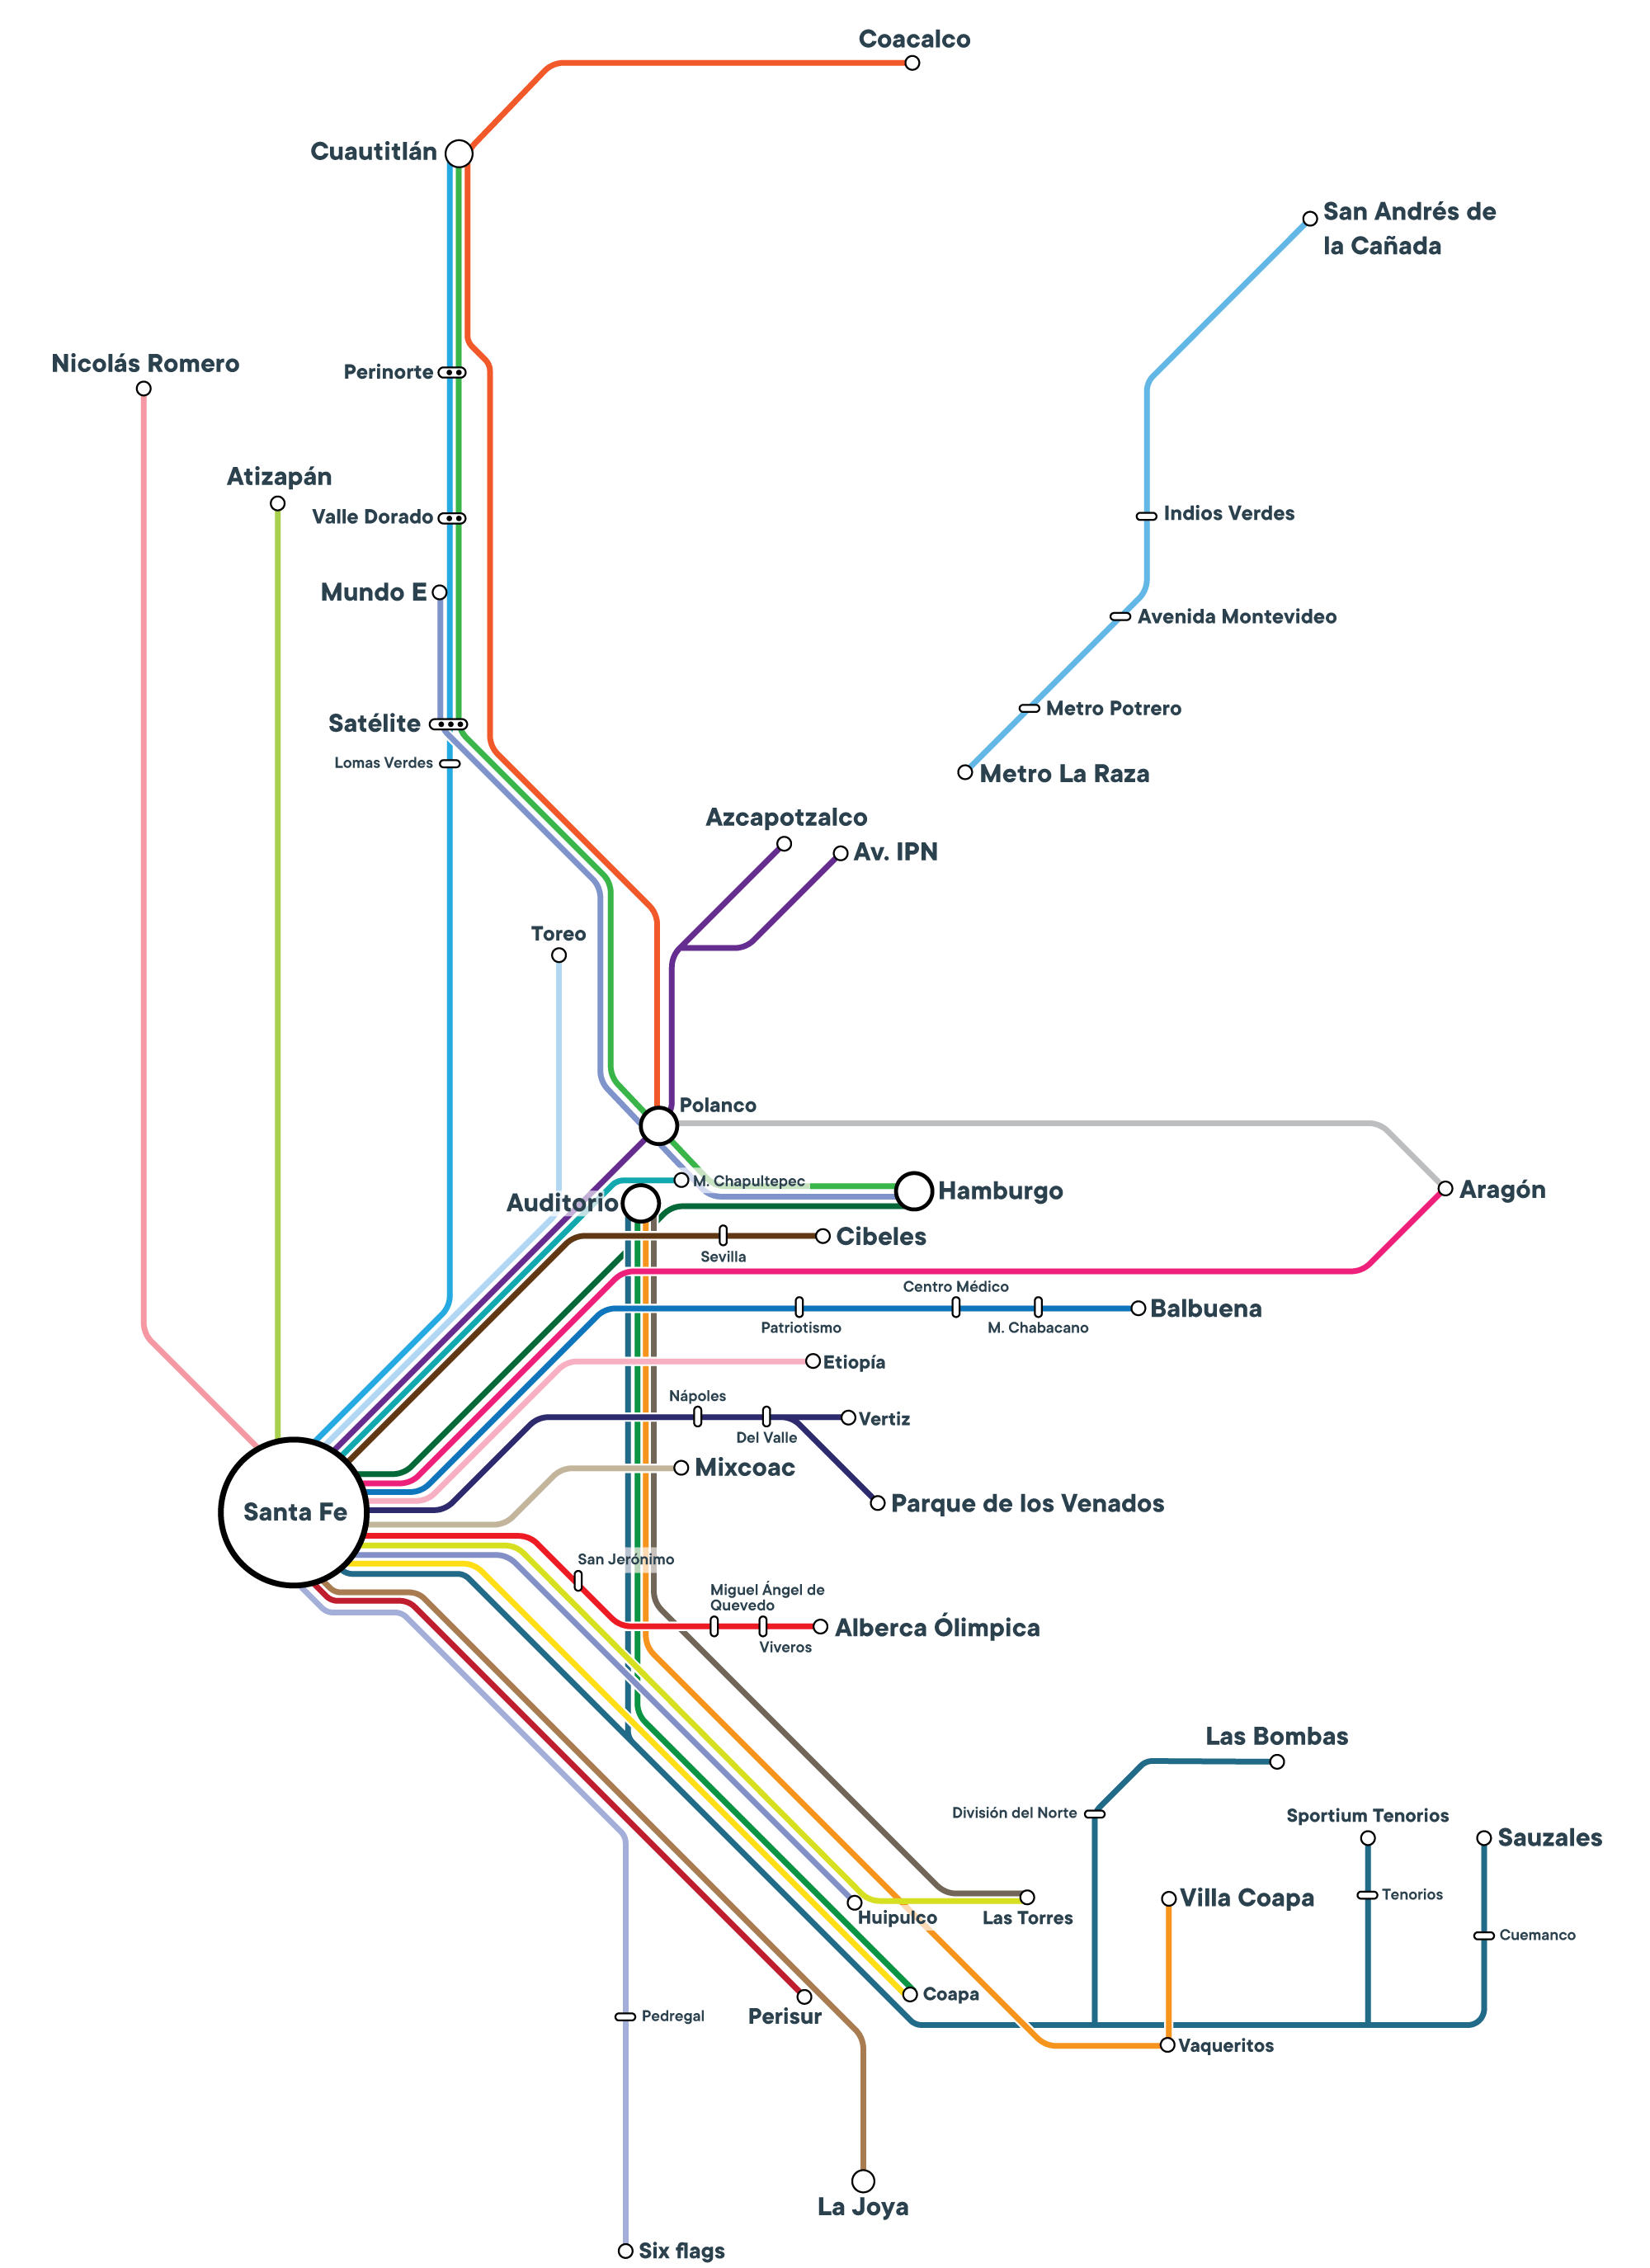 Coacalco
Cuautitlán
San Andrés de
la Cañada
Nicolás Romero
Perinorte
Atizapán
Valle Dorado
Indios Verdes
Mundo E
Avenida Montevideo
Satélite
Metro Potrero
Lomas Verdes
Metro La Raza
Azcapotzalco
Av. IPN
Toreo
Polanco
M. Chapultepec
Auditorio
Hamburgo
Aragón
Cibeles
Sevilla
Centro Médico
Balbuena
Patriotismo
M. Chabacano
Etiopía
Nápoles
Vertiz
Del Valle
Mixcoac
Parque de los Venados
Santa Fe
San Jerónimo
Miguel Ángel de
Quevedo
Alberca Ólimpica
Viveros
Las Bombas
División del Norte
Sportium Tenorios
Sauzales
Tenorios
Villa Coapa
Huipulco
Las Torres
Cuemanco
Coapa
Perisur
Pedregal
Vaqueritos
La Joya
Six flags